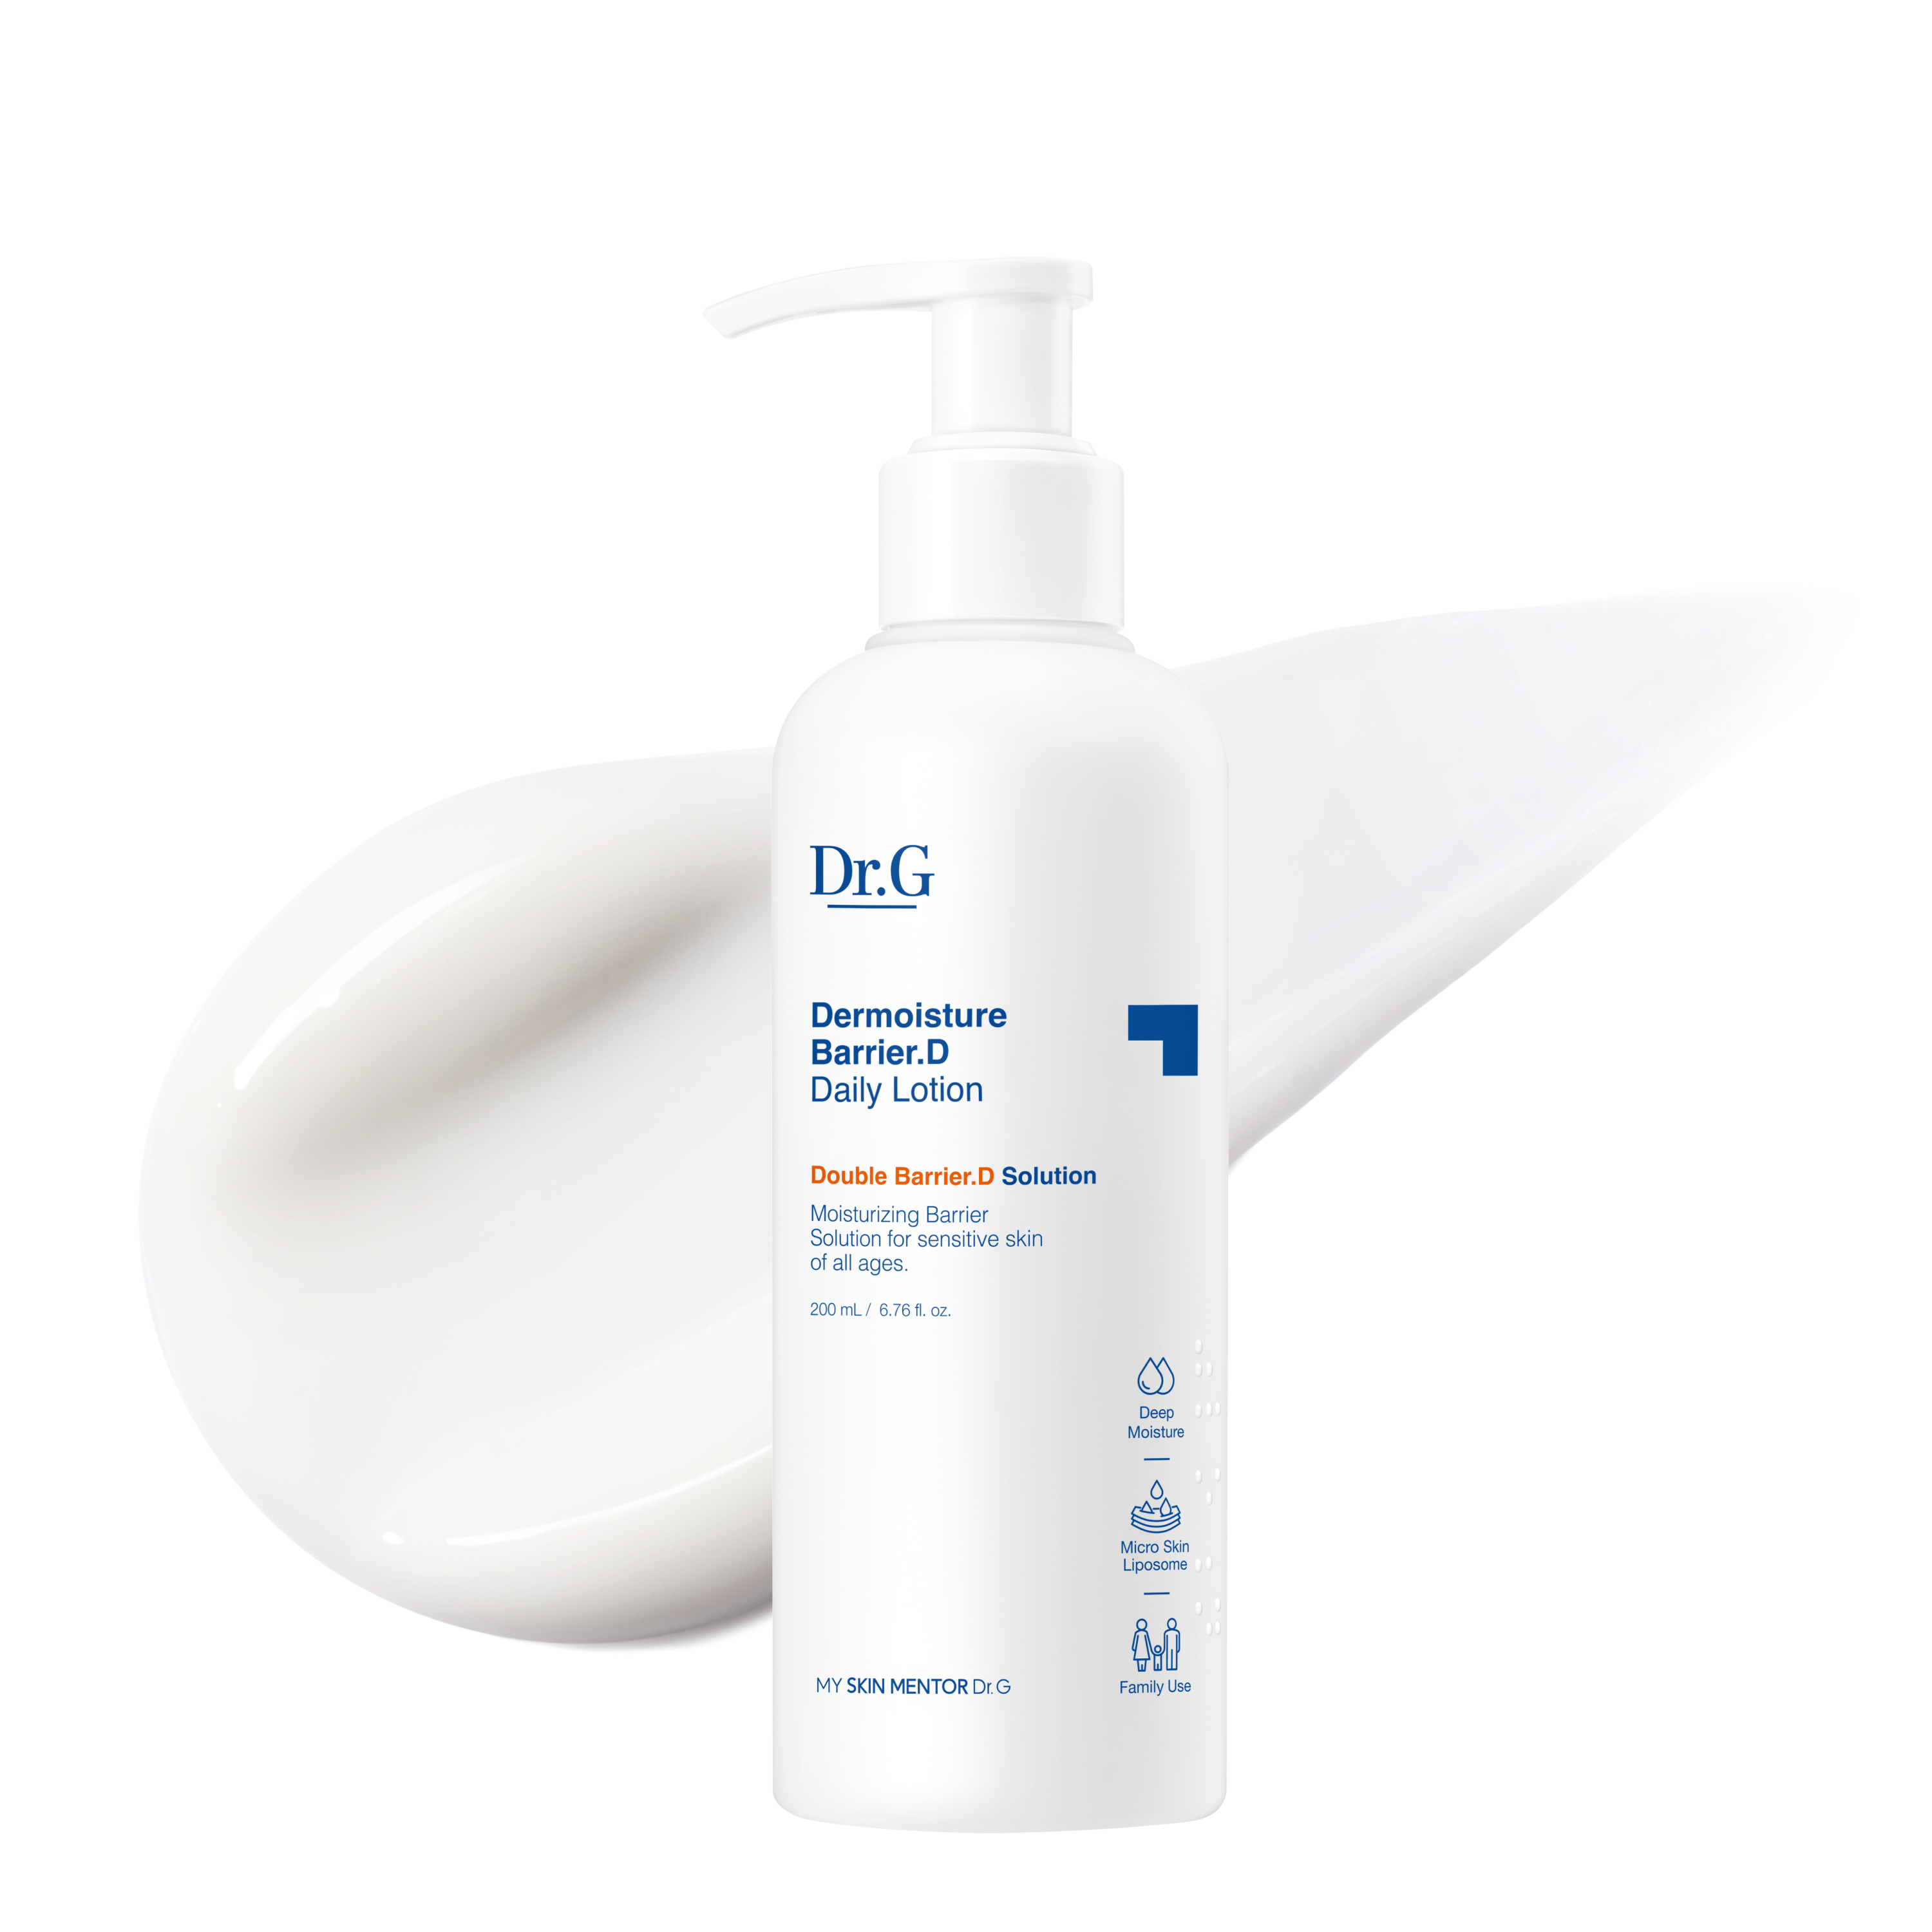 Dr.G
Dermoisture
Barrier.D
Daily Lotion
Double Barrier.D Solution
Moisturizing Barrier
Solution for sensitive skin
of all ages.
200 mL / 6.76 fl. oz.
Deep
Moisture
Micro Skin
Liposome
Family Use
MY SKIN MENTOR Dr.G